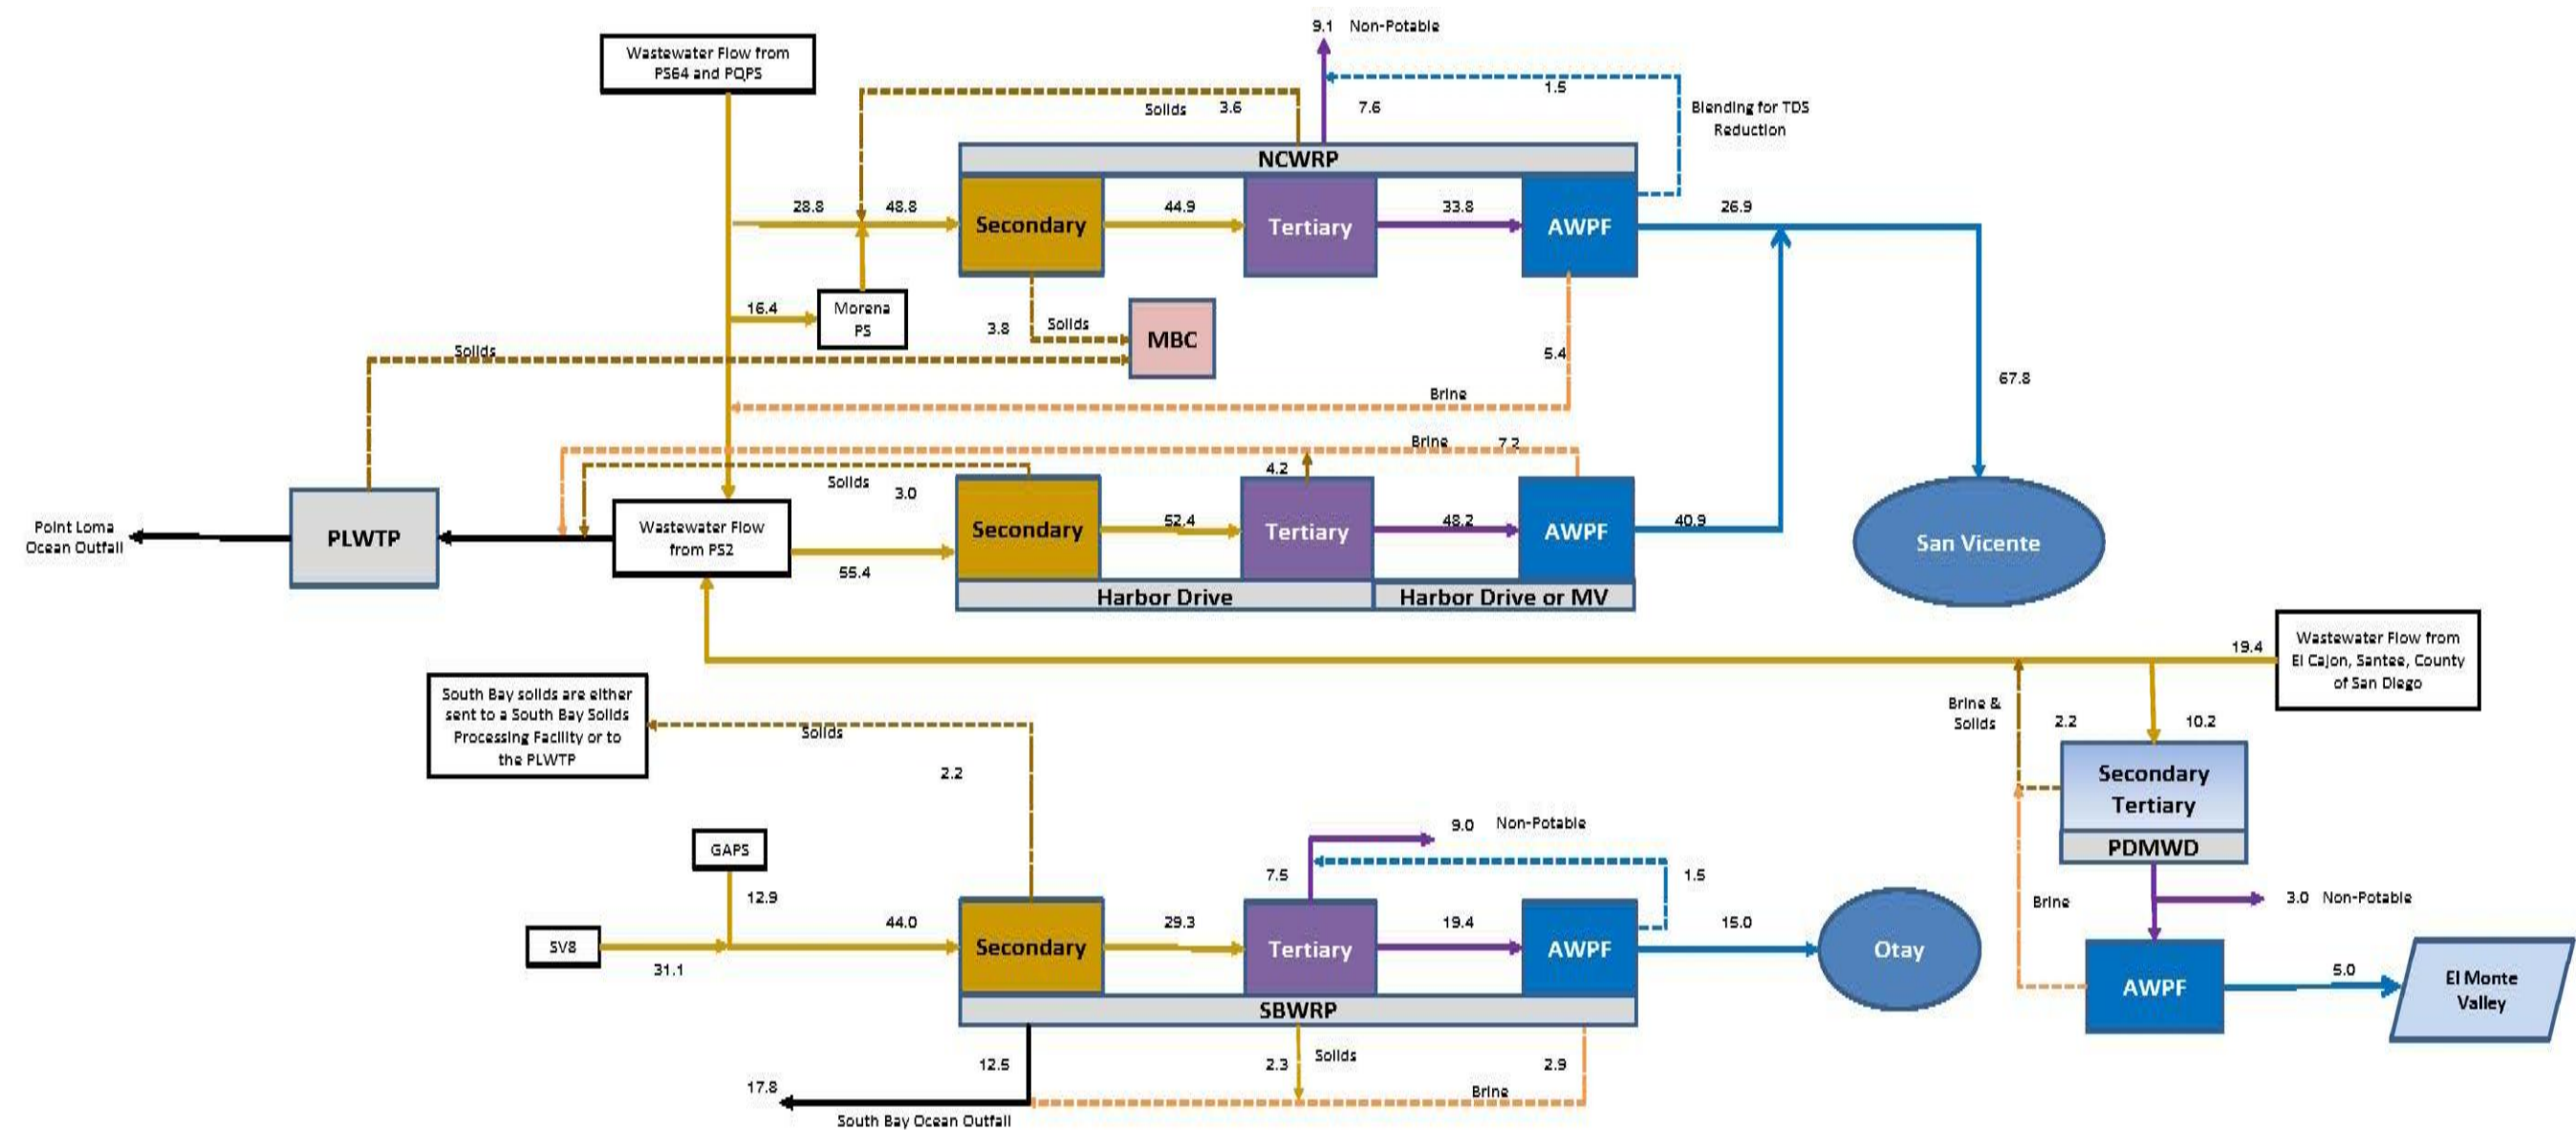 9.1 Non-Potable
Wastewater Flow from
PS64 and PQPS
1.5
Solids 3.6
7.6
Blending for TDS
Reduction
NCWRP
28.8
48.8
Secondary
44.9
Tertiary
33.8
AWPF
26.9
16.4
Morena
PS
3.8
Solids
MBC
Solids
5.4
Brine
67.8
Brine
7.2
4.2
Solids
3.0
Point Loma
Ocean Outfall
PLWTP
Wastewater Flow
from PS2
55.4
Secondary
52.4
Tertiary
48.2
AWPF
40.9
San Vicente
Harbor Drive
Harbor Drive or MV
19.4
Wastewater Flow from
El Cajon, Santee, County
of San Diego
South Bay solids are either
sent to a South Bay Solids
Processing Facility or to
the PLWTP
Solids
2.2
Brine &
Solids
2.2
10.2
Secondary
Tertiary
PDMWD
GAPS
12.9
9.0 Non-Potable
7.5
1.5
Brine
3.0 Non-Potable
SV8
31.1
44.0
Secondary
29.3
Tertiary
19.4
AWPF
15.0
Otay
AWPF
5.0
El Monte
Valley
SBWRP
12.5
2.3
Solids
2.9
17.8
Brine
South Bay Ocean Outfall